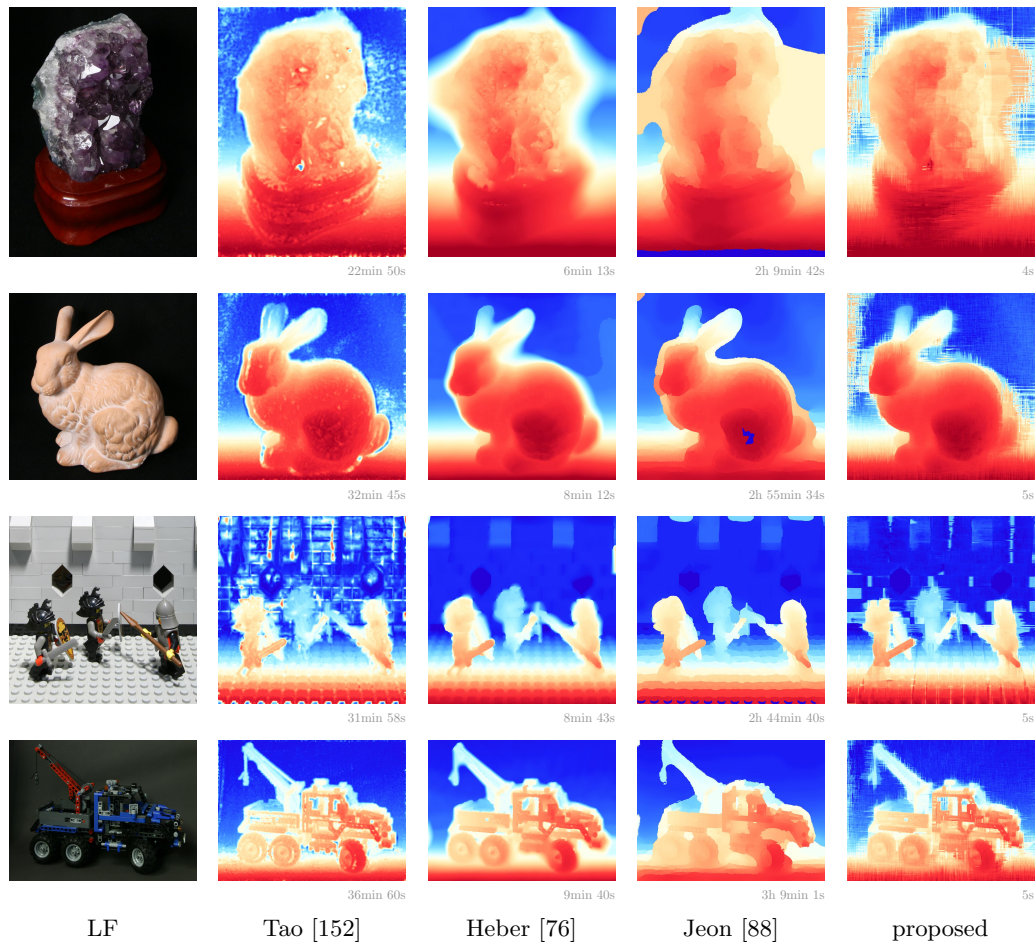 22min 50s 6min 13s 2h 9min 42s 4s
32min 45s 8min 12s 2h 55min 34s 5s
31min 58s 8min 43s 2h 44min 40s 5s
36min 60s 9min 40s 3h 9min 1s 5s
LF Tao [152] Heber [76] Jeon [88] proposed